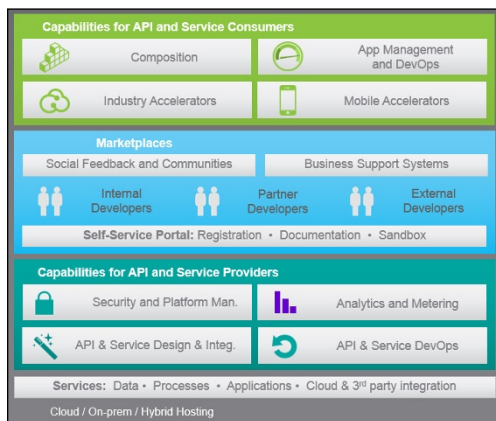 Capabilities for API and Service Consumers
Composition
App Management
and DevOps
Industry Accelerators
Mobile Accelerators
Marketplaces
Social Feedback and Communities
Business Support Systems
Internal
Developers
Partner
Developers
External
Developers
Self-Service Portal: Registration • Documentation • Sandbox
Capabilities for API and Service Providers
Security and Platform Man.
Analytics and Metering
API & Service Design & Integ.
API & Service DevOps
Services: Data • Processes • Applications • Cloud & 3rd party integration
Cloud / On-prem / Hybrid Hosting